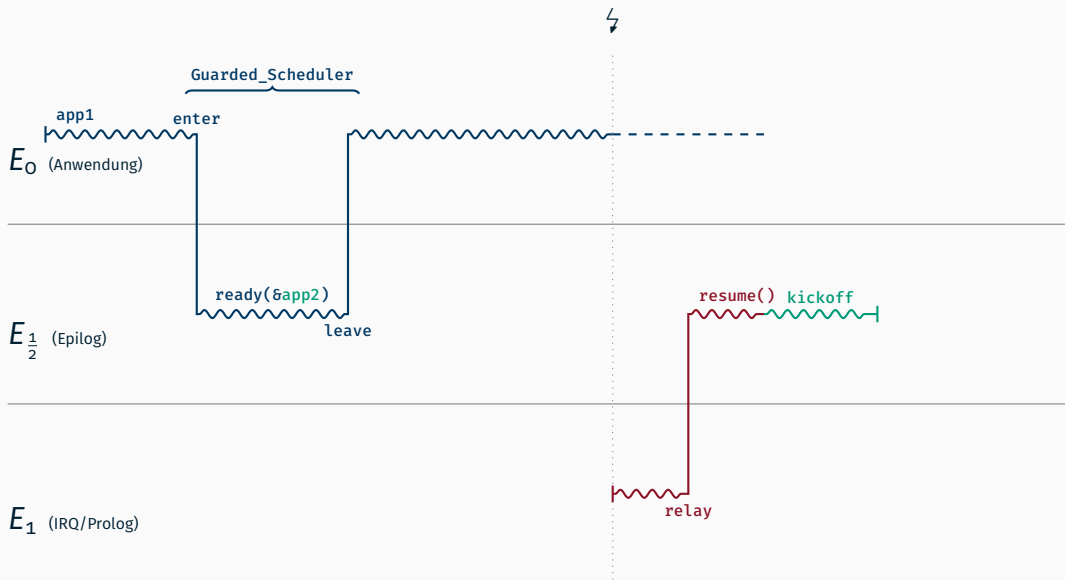 Guarded_Scheduler
app1
enter
E0 (Anwendung)
ready(&app2)
resume() kickoff
leave
E1/2 (Epilog)
relay
E1 (IRQ/Prolog)